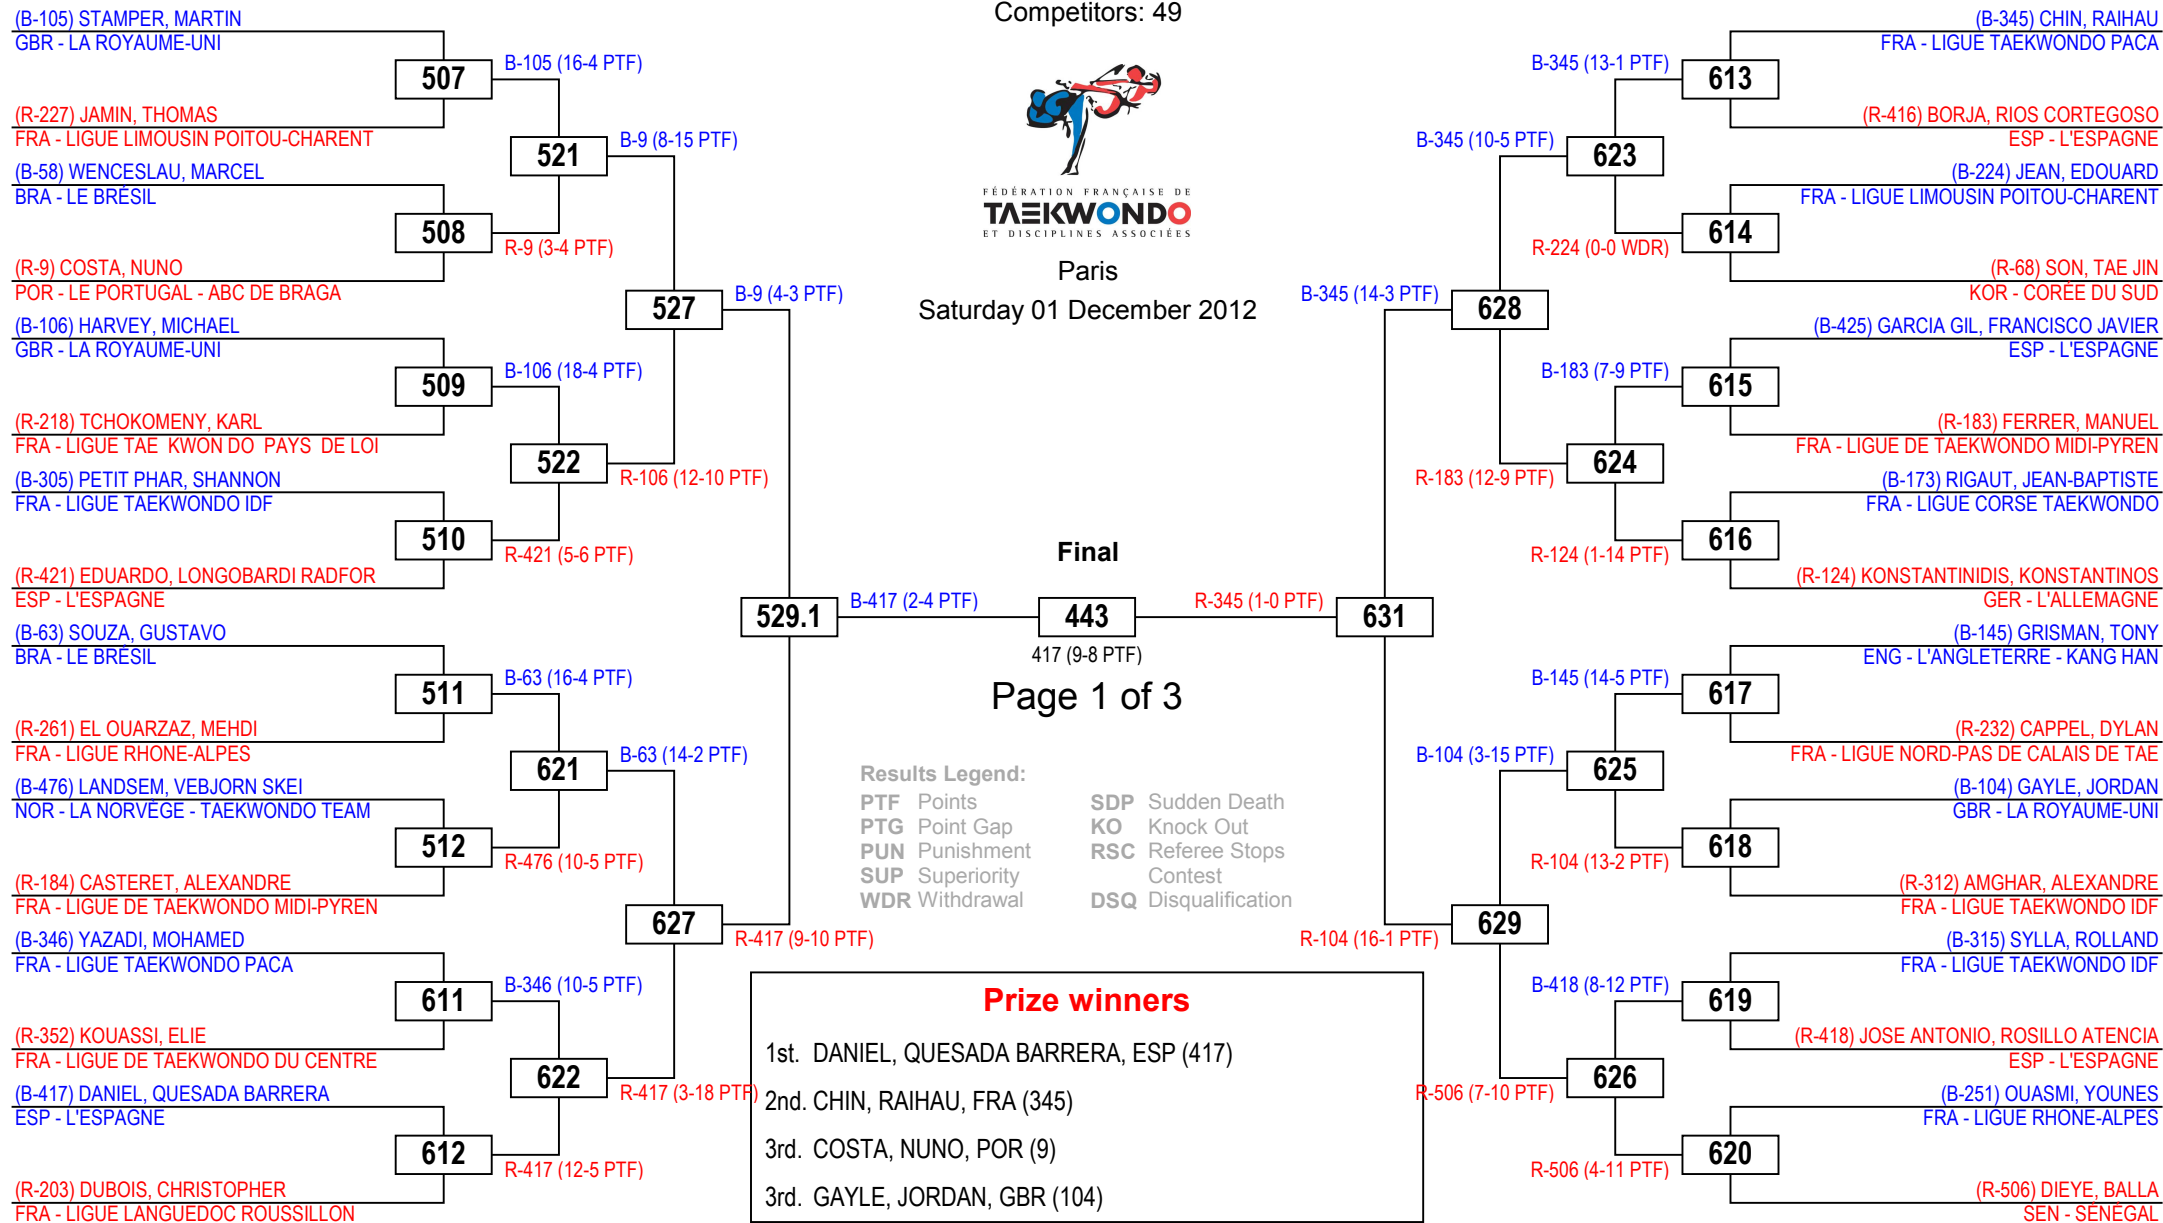 Competitors: 49
(B-105) STAMPER, MARTIN
GBR - LA ROYAUME-UNI
507
B-105 (16-4 PTF)
(R-227) JAMIN, THOMAS
FRA - LIGUE LIMOUSIN POITOU-CHARENT
521
B-9 (8-15 PTF)
(B-58) WENCESLAU, MARCEL
BRA - LE BRÉSIL
508
R-9 (3-4 PTF)
(R-9) COSTA, NUNO
POR - LE PORTUGAL - ABC DE BRAGA
527
B-9 (4-3 PTF)
(B-106) HARVEY, MICHAEL
GBR - LA ROYAUME-UNI
509
B-106 (18-4 PTF)
(R-218) TCHOKOMENY, KARL
FRA - LIGUE TAE KWON DO PAYS DE LOI
522
R-106 (12-10 PTF)
(B-305) PETIT PHAR, SHANNON
FRA - LIGUE TAEKWONDO IDF
510
R-421 (5-6 PTF)
(R-421) EDUARDO, LONGOBARDI RADFOR
ESP - L'ESPAGNE
529.1
B-417 (2-4 PTF)
(B-63) SOUZA, GUSTAVO
BRA - LE BRÉSIL
511
B-63 (16-4 PTF)
(R-261) EL OUARZAZ, MEHDI
FRA - LIGUE RHONE-ALPES
621
B-63 (14-2 PTF)
(B-476) LANDSEM, VEBJORN SKEI
NOR - LA NORVÈGE - TAEKWONDO TEAM
512
R-476 (10-5 PTF)
(R-184) CASTERET, ALEXANDRE
FRA - LIGUE DE TAEKWONDO MIDI-PYREN
627
R-417 (9-10 PTF)
(B-346) YAZADI, MOHAMED
FRA - LIGUE TAEKWONDO PACA
611
B-346 (10-5 PTF)
(R-352) KOUASSI, ELIE
FRA - LIGUE DE TAEKWONDO DU CENTRE
622
R-417 (3-18 PTF)
(B-417) DANIEL, QUESADA BARRERA
ESP - L'ESPAGNE
612
R-417 (12-5 PTF)
(R-203) DUBOIS, CHRISTOPHER
FRA - LIGUE LANGUEDOC ROUSSILLON
FÉDÉRATION FRANÇAISE DE
TAEKWONDO
ET DISCIPLINES ASSOCIÉES
Paris
Saturday 01 December 2012
Final
443
417 (9-8 PTF)
Page 1 of 3
Results Legend:
PTF Points
PTG Point Gap
PUN Punishment
SUP Superiority
WDR Withdrawal
SDP Sudden Death
KO Knock Out
RSC Referee Stops
Contest
DSQ Disqualification
Prize winners
1st. DANIEL, QUESADA BARRERA, ESP (417)
2nd. CHIN, RAIHAU, FRA (345)
3rd. COSTA, NUNO, POR (9)
3rd. GAYLE, JORDAN, GBR (104)
(B-345) CHIN, RAIHAU
FRA - LIGUE TAEKWONDO PACA
B-345 (13-1 PTF)
613
(R-416) BORJA, RIOS CORTEGOSO
ESP - L'ESPAGNE
B-345 (10-5 PTF)
623
(B-224) JEAN, EDOUARD
FRA - LIGUE LIMOUSIN POITOU-CHARENT
R-224 (0-0 WDR)
614
(R-68) SON, TAE JIN
KOR - CORÉE DU SUD
B-345 (14-3 PTF)
628
(B-425) GARCIA GIL, FRANCISCO JAVIER
ESP - L'ESPAGNE
B-183 (7-9 PTF)
615
(R-183) FERRER, MANUEL
FRA - LIGUE DE TAEKWONDO MIDI-PYREN
R-183 (12-9 PTF)
624
(B-173) RIGAUT, JEAN-BAPTISTE
FRA - LIGUE CORSE TAEKWONDO
R-124 (1-14 PTF)
616
(R-124) KONSTANTINIDIS, KONSTANTINOS
GER - L'ALLEMAGNE
R-345 (1-0 PTF)
631
(B-145) GRISMAN, TONY
ENG - L'ANGLETERRE - KANG HAN
B-145 (14-5 PTF)
617
(R-232) CAPPEL, DYLAN
FRA - LIGUE NORD-PAS DE CALAIS DE TAE
B-104 (3-15 PTF)
625
(B-104) GAYLE, JORDAN
GBR - LA ROYAUME-UNI
R-104 (13-2 PTF)
618
(R-312) AMGHAR, ALEXANDRE
FRA - LIGUE TAEKWONDO IDF
R-104 (16-1 PTF)
629
(B-315) SYLLA, ROLLAND
FRA - LIGUE TAEKWONDO IDF
B-418 (8-12 PTF)
619
(R-418) JOSE ANTONIO, ROSILLO ATENCIA
ESP - L'ESPAGNE
R-506 (7-10 PTF)
626
(B-251) OUASMI, YOUNES
FRA - LIGUE RHONE-ALPES
R-506 (4-11 PTF)
620
(R-506) DIEYE, BALLA
SEN - SÉNÉGAL